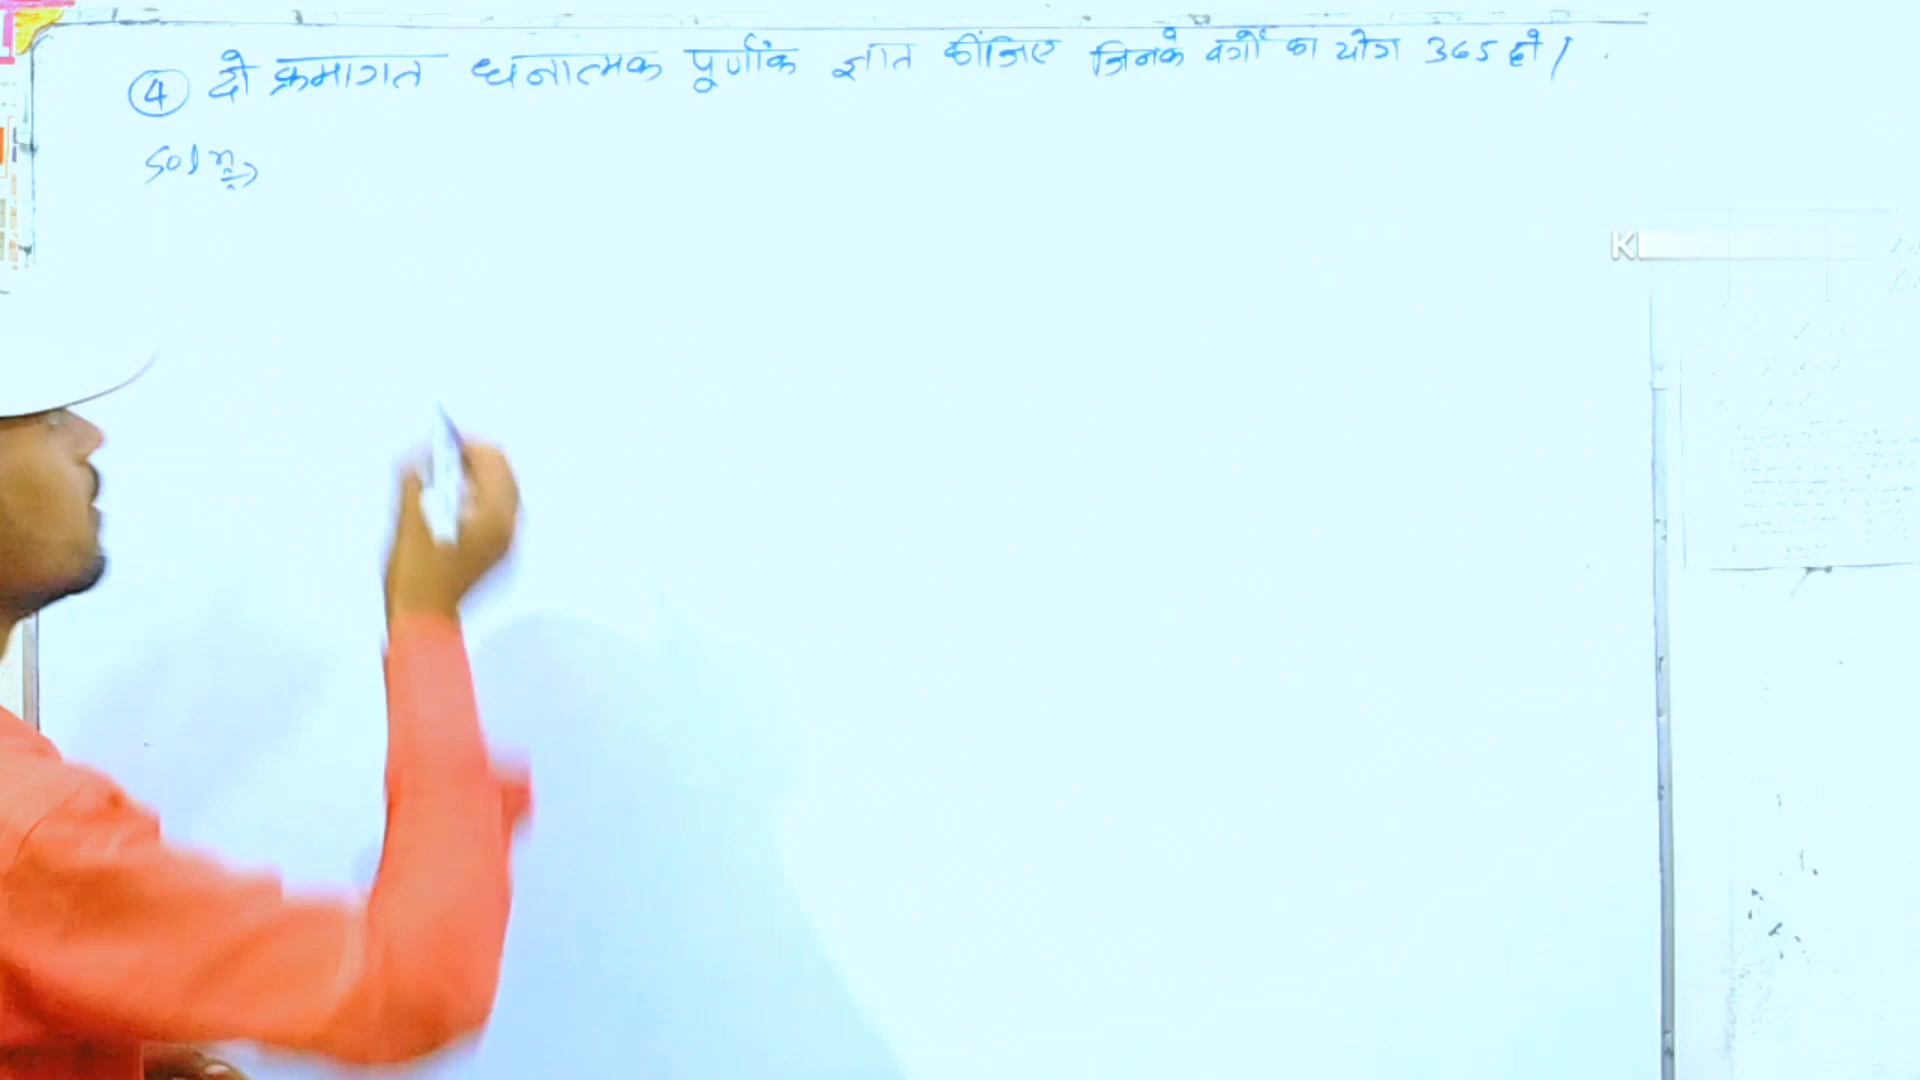 ④ दो क्रमागत धनात्मक पूर्णांक ज्ञात कीजिए जिनके वर्गों का योग 365 हो।
Soln
K